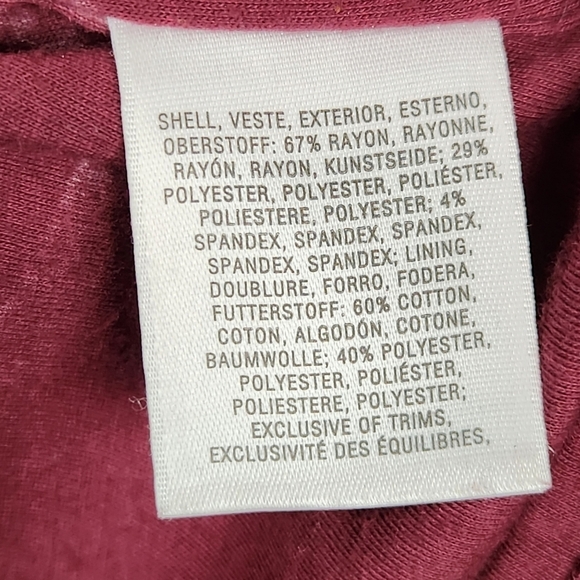 SHELL, VESTE, EXTERIOR, ESTERNO,
OBERSTOFF: 67% RAYON, RAYONNE,
RAYÓN, RAYON, KUNSTSEIDE; 29%
POLYESTER, POLYESTER, POLIÉSTER,
POLIESTERE, POLYESTER; 4%
SPANDEX, SPANDEX, SPANDEX,
SPANDEX, SPANDEX; LINING,
DOUBLURE, FORRO, FODERA,
FUTTERSTOFF: 60% COTTON,
COTON, ALGODÓN, COTONE,
BAUMWOLLE; 40% POLYESTER,
POLYESTER, POLIÉSTER,
POLIESTERE, POLYESTER;
EXCLUSIVE OF TRIMS,
EXCLUSIVITÉ DES ÉQUILIBRES,